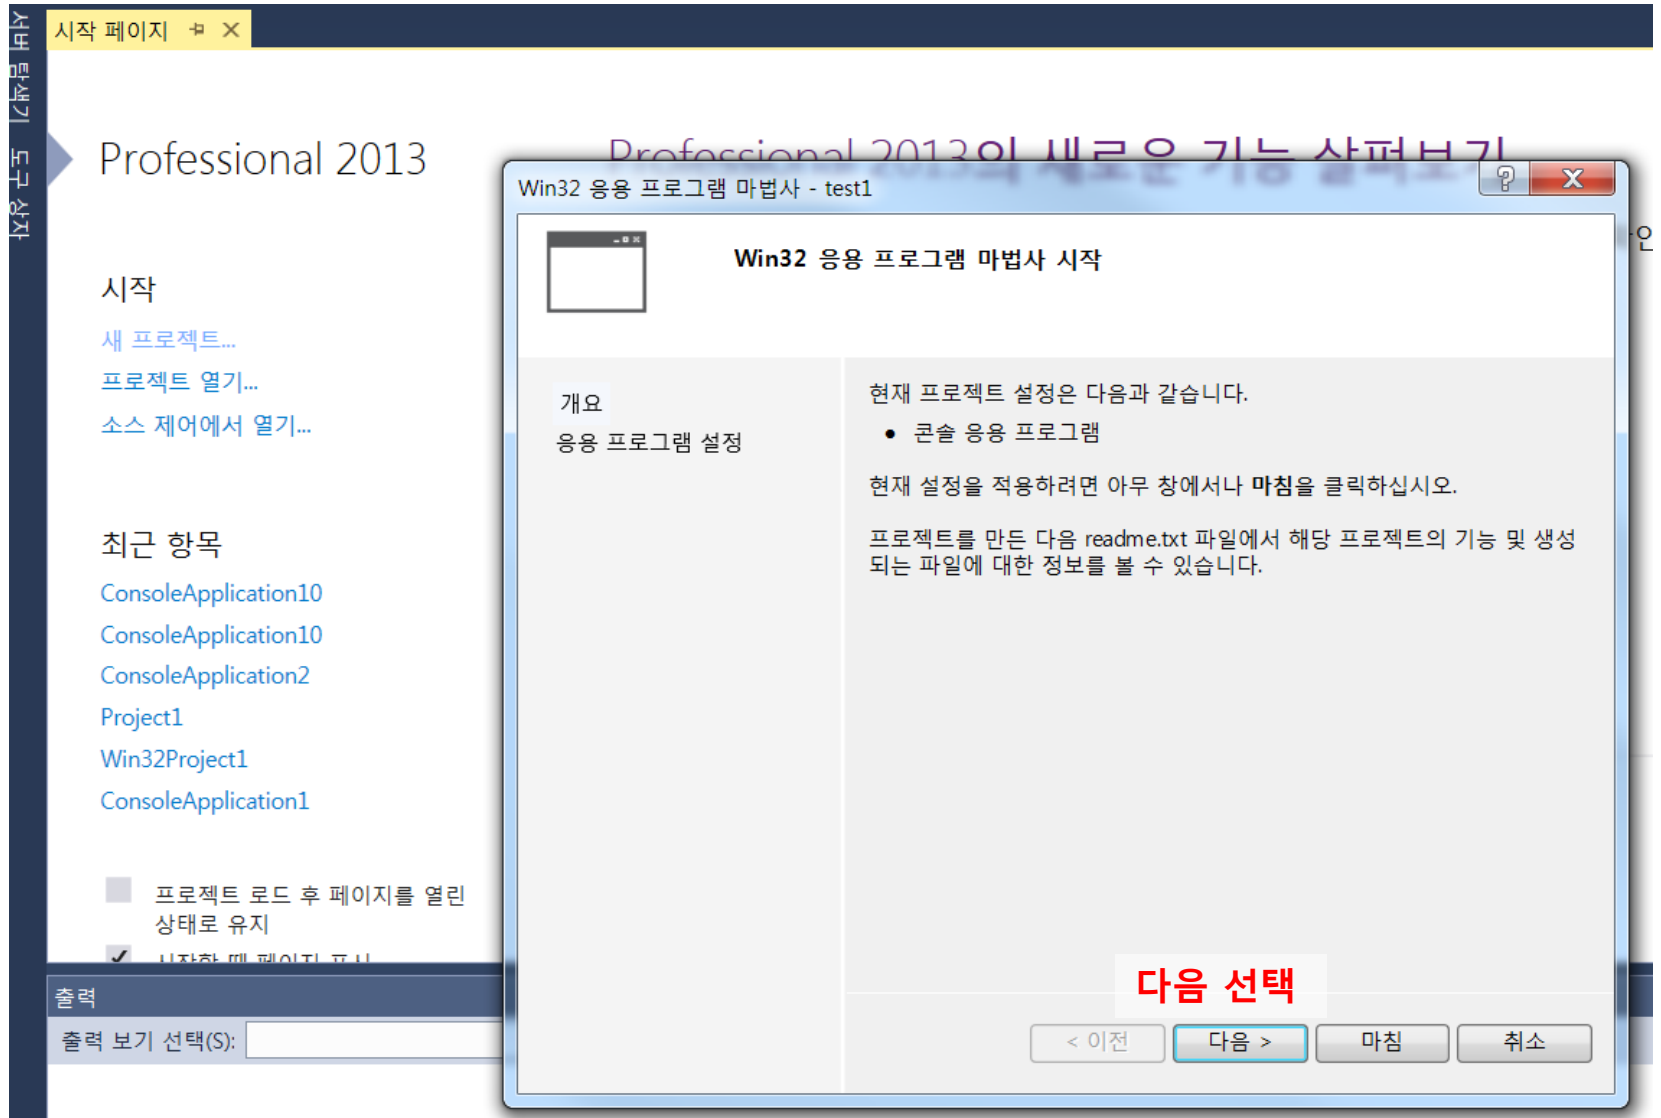 서버 탐색기
도구 상자
시작 페이지
Professional 2013
Professional 2013의 새로운 기능 살펴보기
시작
새 프로젝트...
프로젝트 열기...
소스 제어에서 열기...
최근 항목
ConsoleApplication10
ConsoleApplication10
ConsoleApplication2
Project1
Win32Project1
ConsoleApplication1
프로젝트 로드 후 페이지를 열린
상태로 유지
시작할 때 페이지 표시
출력
출력 보기 선택(S):
Win32 응용 프로그램 마법사 - test1
Win32 응용 프로그램 마법사 시작
개요
응용 프로그램 설정
현재 프로젝트 설정은 다음과 같습니다.
● 콘솔 응용 프로그램
현재 설정을 적용하려면 아무 창에서나 마침을 클릭하십시오.
프로젝트를 만든 다음 readme.txt 파일에서 해당 프로젝트의 기능 및 생성
되는 파일에 대한 정보를 볼 수 있습니다.
다음 선택
< 이전
다음 >
마침
취소